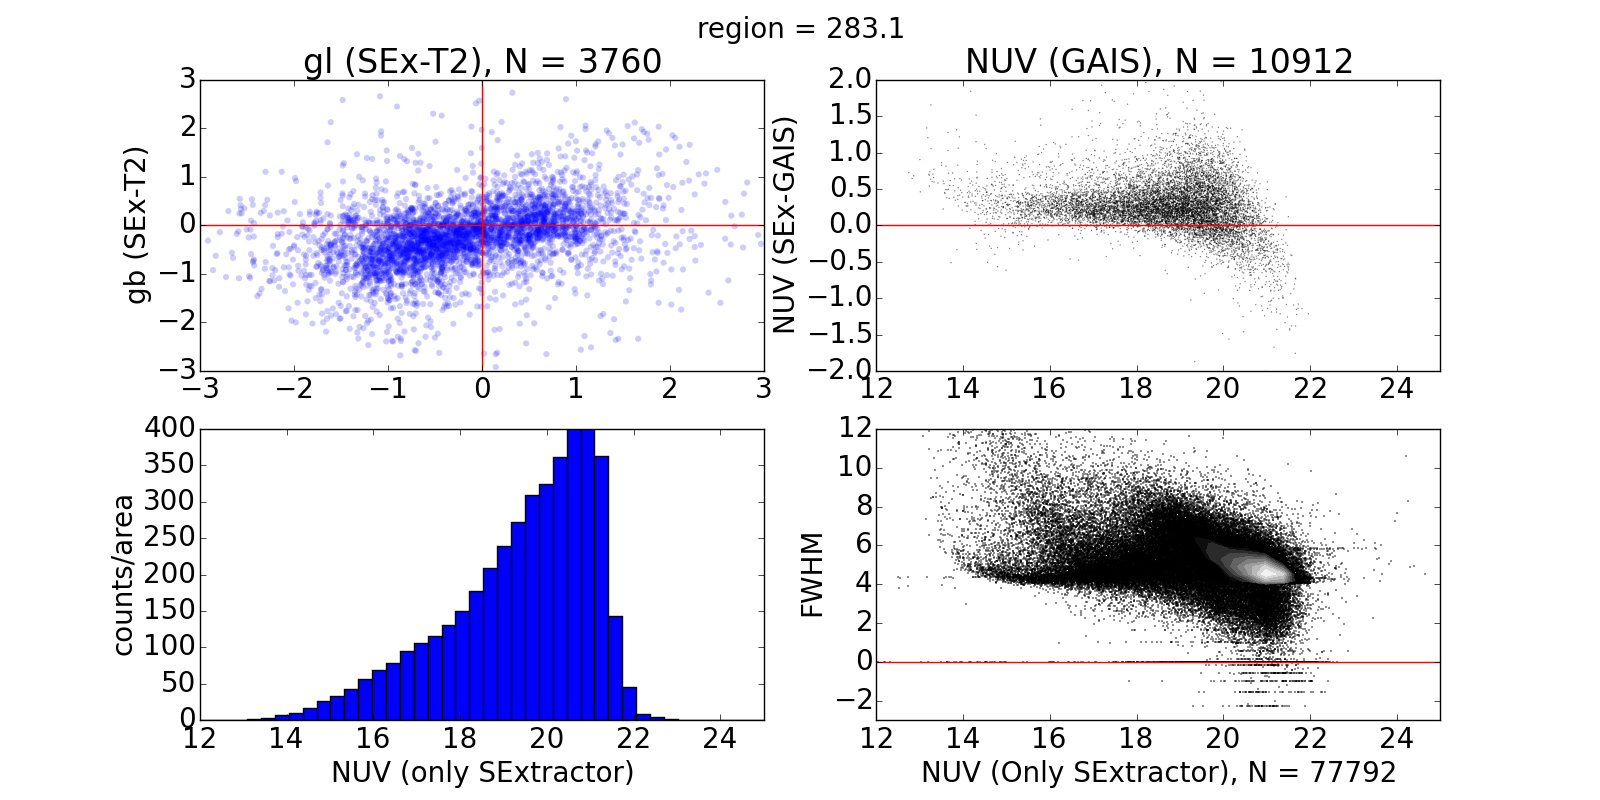 region = 283.1
gl (SEx-T2), N = 3760
3
2
1
0
−1
−2
−3
gb (SEx-T2)
−3 −2 −1 0 1 2 3
NUV (GAIS), N = 10912
2.0
1.5
1.0
0.5
0.0
−0.5
−1.0
−1.5
−2.0
NUV (SEx-GAIS)
12 14 16 18 20 22 24
400
350
300
250
200
150
100
50
0
counts/area
12 14 16 18 20 22 24
NUV (only SExtractor)
12
10
8
6
4
2
0
−2
FWHM
12 14 16 18 20 22 24
NUV (Only SExtractor), N = 77792